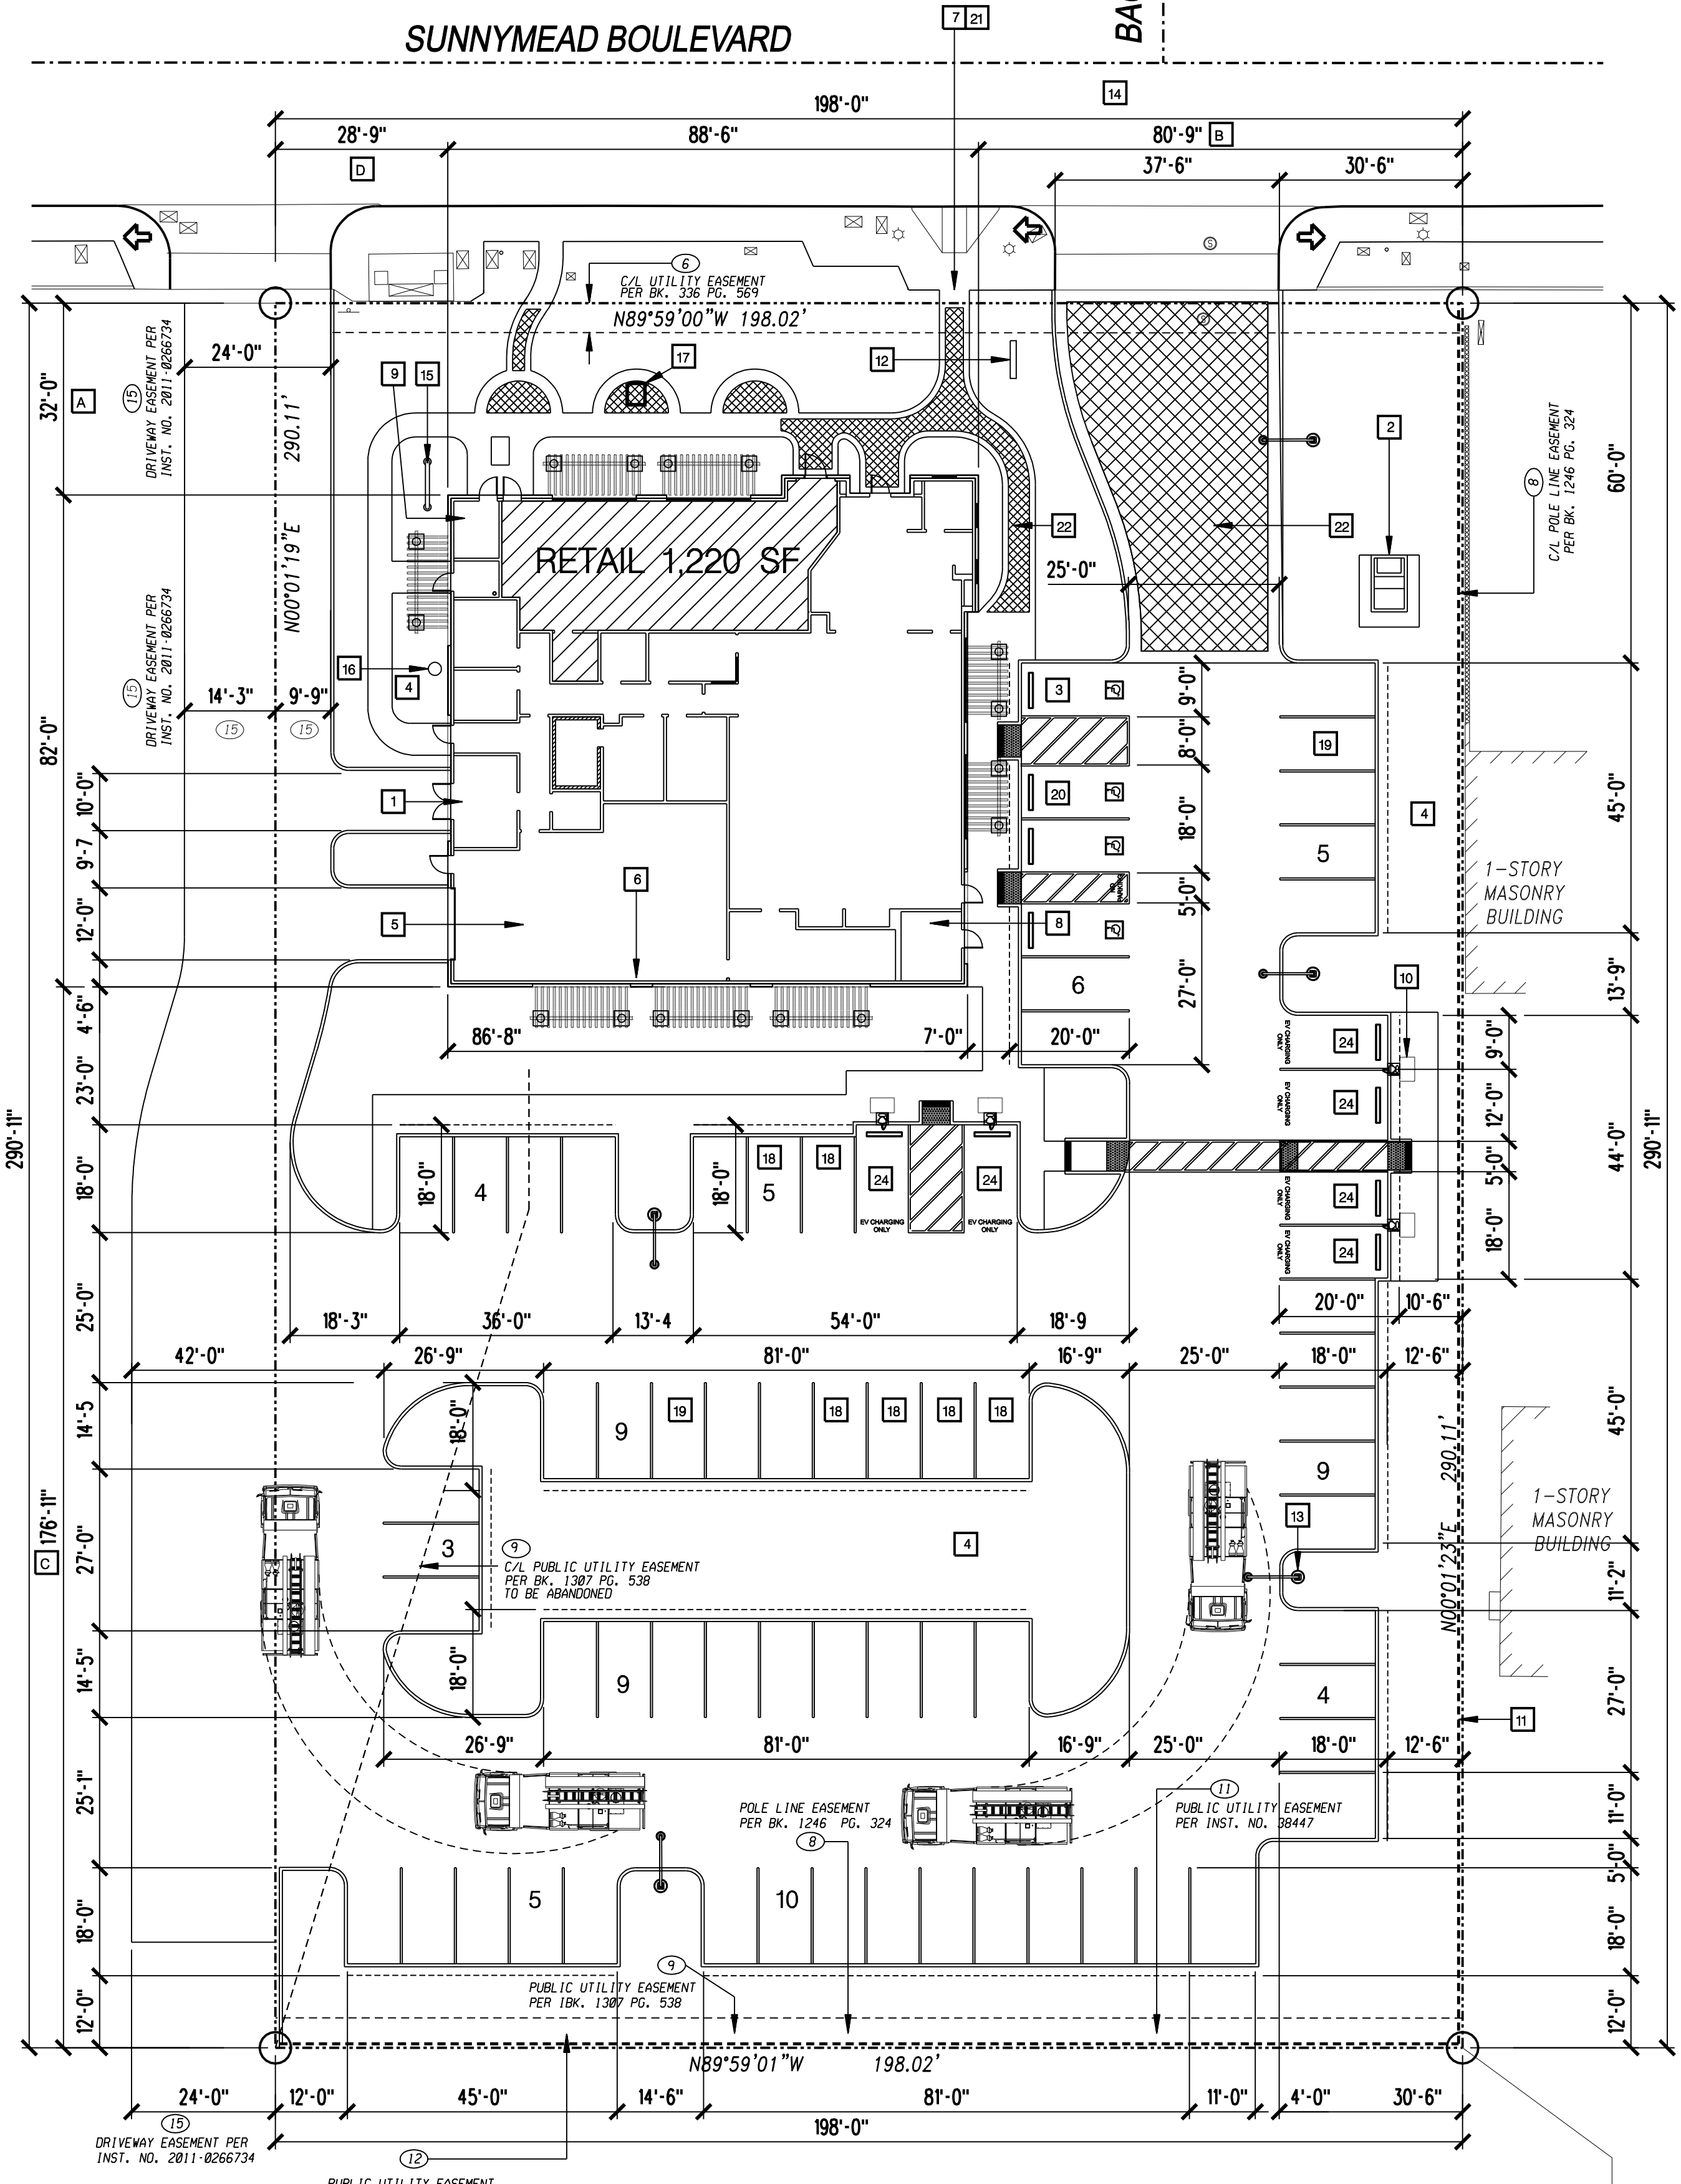 7 21
BA
SUNNYMEAD BOULEVARD
14
198'-0"
28'-9" 88'-6" 80'-9" B
D 37'-6" 30'-6"
6
C/L UTILITY EASEMENT
PER BK. 336 PG. 569
N89°59'00"W 198.02'
S
S
24'-0"
9 15 17 12
32'-0" A
15
DRIVEWAY EASEMENT PER
INST. NO. 2011-0266734
290.11'
N00°01'19"E
2
8
C/L POLE LINE EASEMENT
PER BK. 1246 PG. 324
60'-0"
RETAIL 1,220 SF
22 22
25'-0"
15
DRIVEWAY EASEMENT PER
INST. NO. 2011-0266734
16 4
14'-3" 9'-9"
15 15
3 9'-0"
8'-0"
19
82'-0"
10'-0"
1
20
18'-0"
45'-0"
4
9'-7
5
6
1-STORY
MASONRY
BUILDING
12'-0"
5 8
NO
PARKING
5'-0"
6
27'-0"
13'-9"
10
4'-6"
86'-8" 7'-0" 20'-0"
EV CHARGING
ONLY
24
9'-0"
23'-0"
EV CHARGING
ONLY
24
12'-0"
290'-11"
18'-0"
4
18'-0"
18'-0"
5
18 18
24 24
EV CHARGING
ONLY
EV CHARGING
ONLY
5'-0"
44'-0"
290'-11"
EV CHARGING
ONLY
24
18'-0"
EV CHARGING
ONLY
24
25'-0"
20'-0" 10'-6"
18'-3" 36'-0" 13'-4 54'-0" 18'-9
42'-0" 26'-9" 81'-0" 16'-9" 25'-0" 18'-0" 12'-6"
14'-5
18'-0"
9
19 18 18 18 18
45'-0"
290.11'
9
C 176'-11"
27'-0"
3
9
C/L PUBLIC UTILITY EASEMENT
PER BK. 1307 PG. 538
TO BE ABANDONED
4
13
N00°01'23"E
1-STORY
MASONRY
BUILDING
11'-2"
14'-5"
18'-0"
9
4
27'-0"
11
26'-9" 81'-0" 16'-9" 25'-0" 18'-0" 12'-6"
25'-1"
POLE LINE EASEMENT
PER BK. 1246 PG. 324
8
11
PUBLIC UTILITY EASEMENT
PER INST. NO. 38447
11'-0"
5'-0"
18'-0"
5 10
18'-0"
9
PUBLIC UTILITY EASEMENT
PER IBK. 1307 PG. 538
12'-0"
12'-0"
N89°59'01"W 198.02'
24'-0" 12'-0" 45'-0" 14'-6" 81'-0" 11'-0" 4'-0" 30'-6"
15
198'-0"
DRIVEWAY EASEMENT PER
INST. NO. 2011-0266734
12
PUBLIC UTILITY EASEMENT